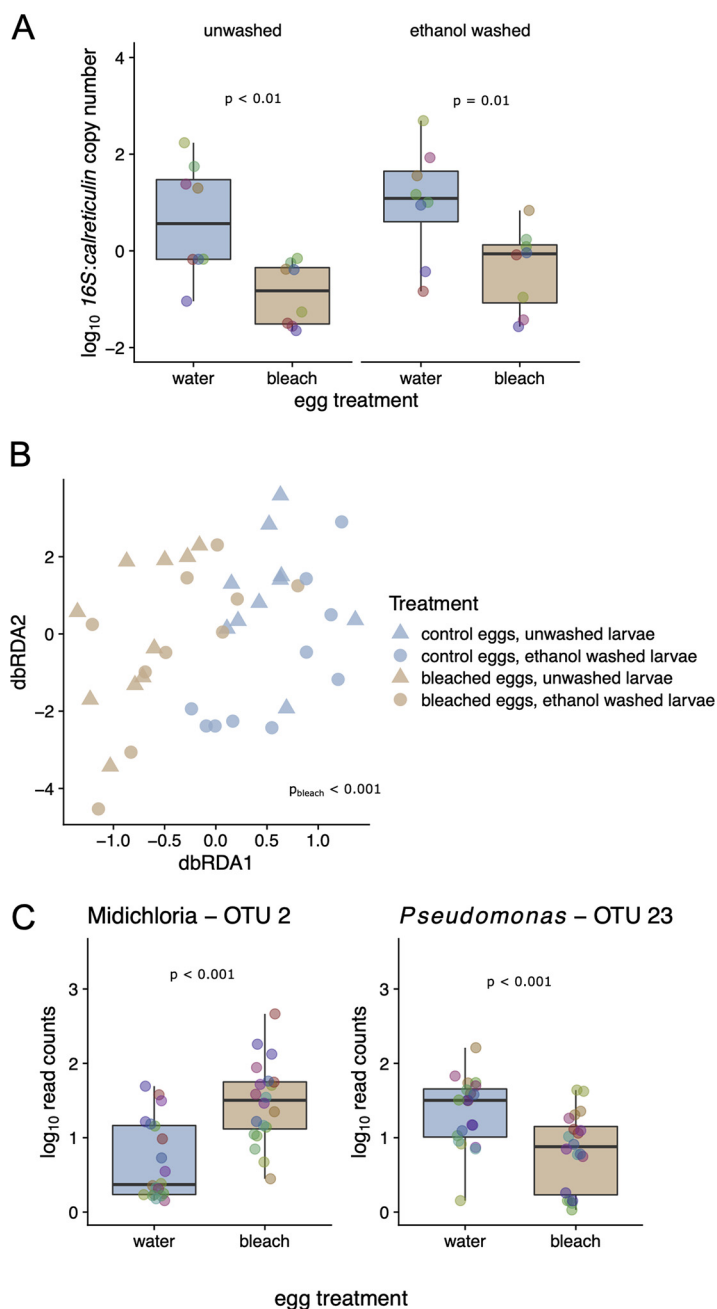 A
unwashed
ethanol washed
log10 16S:calreticulin copy number
4
2
0
−2
p < 0.01
p = 0.01
water
bleach
water
bleach
egg treatment
B
dbRDA2
2
0
−2
−4
pbleach < 0.001
−1.0
−0.5
0.0
0.5
1.0
dbRDA1
Treatment
control eggs, unwashed larvae
control eggs, ethanol washed larvae
bleached eggs, unwashed larvae
bleached eggs, ethanol washed larvae
C
Midichloria – OTU 2
log10 read counts
3
2
1
0
p < 0.001
water
bleach
Pseudomonas – OTU 23
log10 read counts
3
2
1
0
p < 0.001
water
bleach
egg treatment